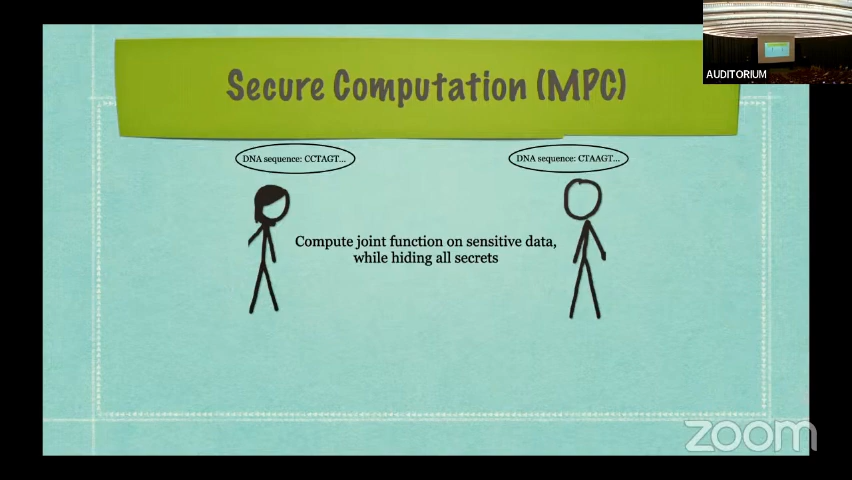 Secure Computation (MPC)
AUDITORIUM
DNA sequence: CCTAGT...
DNA sequence: CTAAGT...
Compute joint function on sensitive data,
while hiding all secrets
zoom